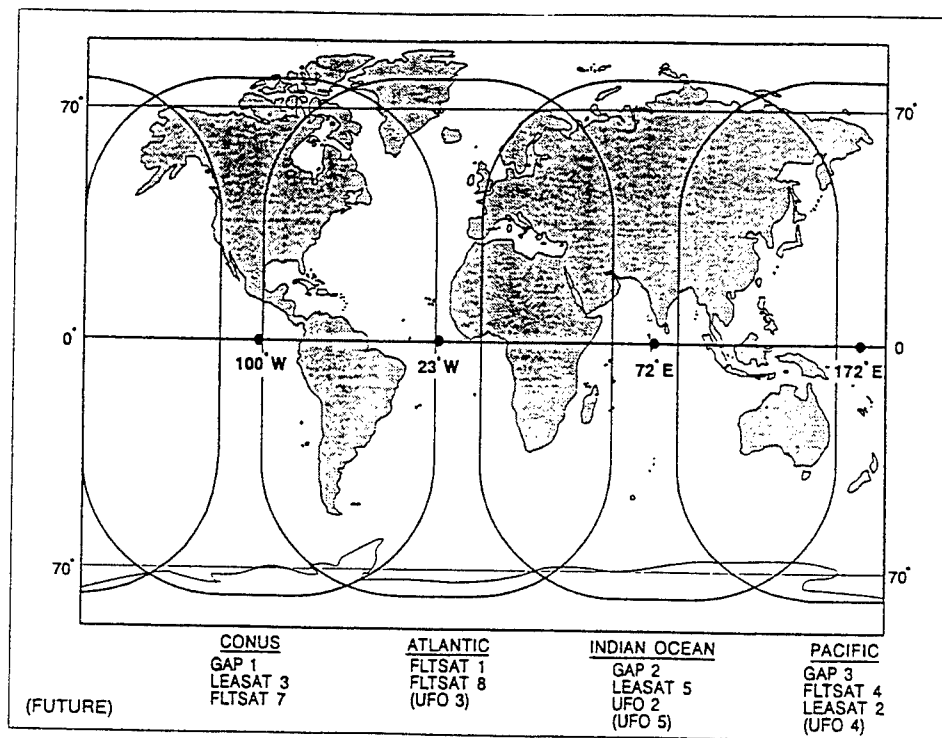 70°
70°
0°
100°W
23°W
72°E
172°E
0
70°
70°
CONUS
GAP 1
LEASAT 3
FLTSAT 7
ATLANTIC
FLTSAT 1
FLTSAT 8
(UFO 3)
INDIAN OCEAN
GAP 2
LEASAT 5
UFO 2
(UFO 5)
PACIFIC
GAP 3
FLTSAT 4
LEASAT 2
(UFO 4)
(FUTURE)